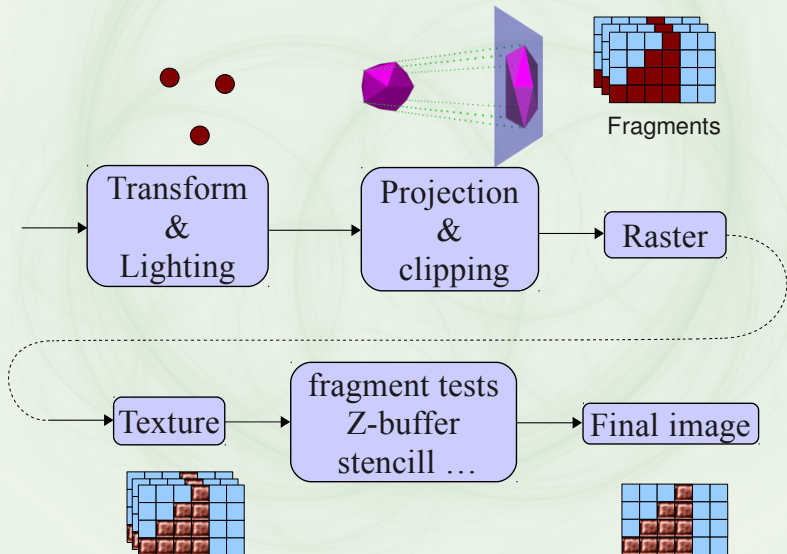 Fragments
Transform
&
Lighting
Projection
&
clipping
Raster
Texture
fragment tests
Z-buffer
stencill ...
Final image